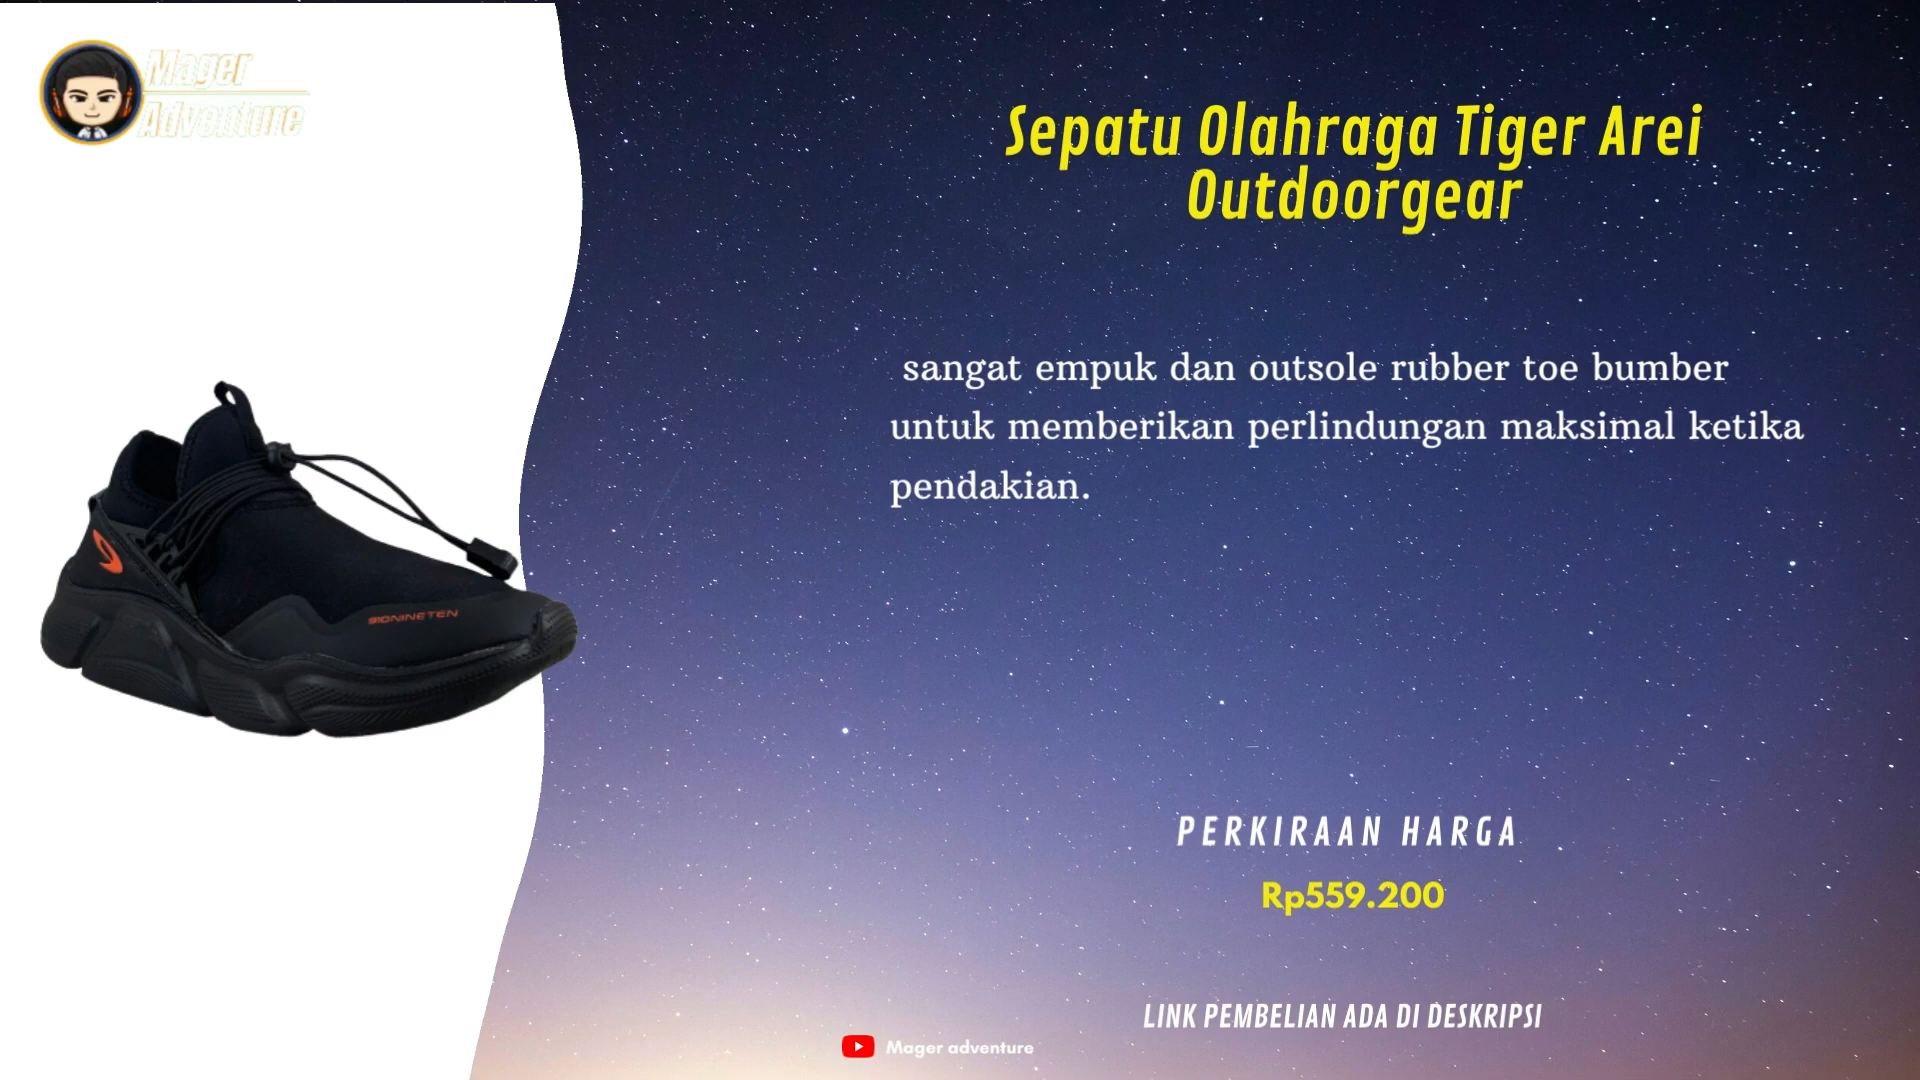 Mager
Adventure
Sepatu Olahraga Tiger Arei
Outdoorgear
sangat empuk dan outsole rubber toe bumber
untuk memberikan perlindungan maksimal ketika
pendakian.
910NINETEN
PERKIRAAN HARGA
Rp559.200
LINK PEMBELIAN ADA DI DESKRIPSI
Mager adventure